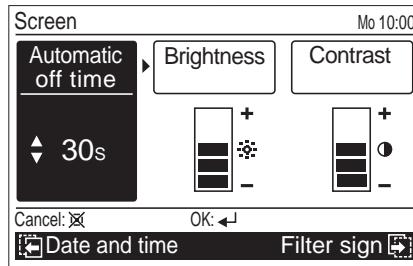 Screen Mo 10:00
Automatic Brightness Contrast
off time
30s
+ +
– –
Cancel: OK:
Date and time Filter sign